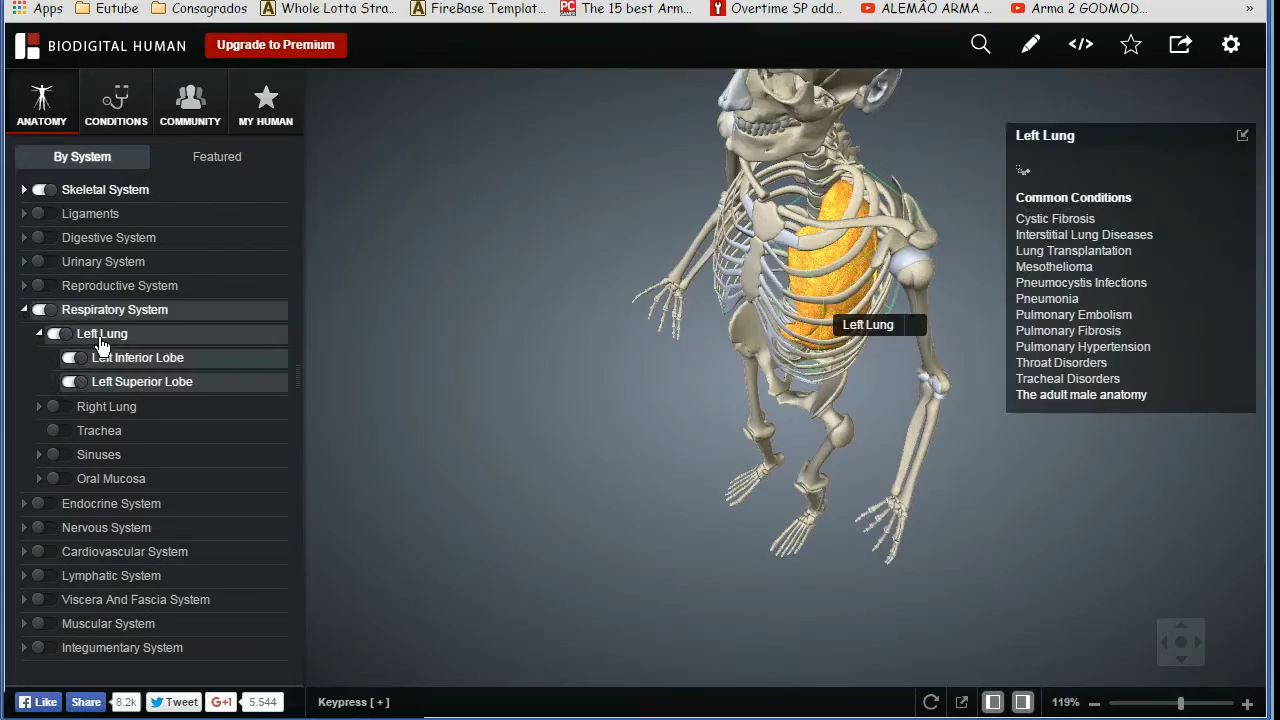 Apps Eutube Consagrados Whole Lotta Stra... FireBase Templat... The 15 best Arm... Overtime SP add... ALEMÃO ARMA ... Arma 2 GODMOD... »
BIODIGITAL HUMAN Upgrade to Premium </>
ANATOMY CONDITIONS COMMUNITY MY HUMAN
By System Featured
Skeletal System
Ligaments
Digestive System
Urinary System
Reproductive System
Respiratory System
Left Lung
Left Inferior Lobe
Left Superior Lobe
Right Lung
Trachea
Sinuses
Oral Mucosa
Endocrine System
Nervous System
Cardiovascular System
Lymphatic System
Viscera And Fascia System
Muscular System
Integumentary System
Left Lung
Left Lung
Common Conditions
Cystic Fibrosis
Interstitial Lung Diseases
Lung Transplantation
Mesothelioma
Pneumocystis Infections
Pneumonia
Pulmonary Embolism
Pulmonary Fibrosis
Pulmonary Hypertension
Throat Disorders
Tracheal Disorders
The adult male anatomy
Like Share 8.2k Tweet G+1 5.544 Keypress [ + ] 119%